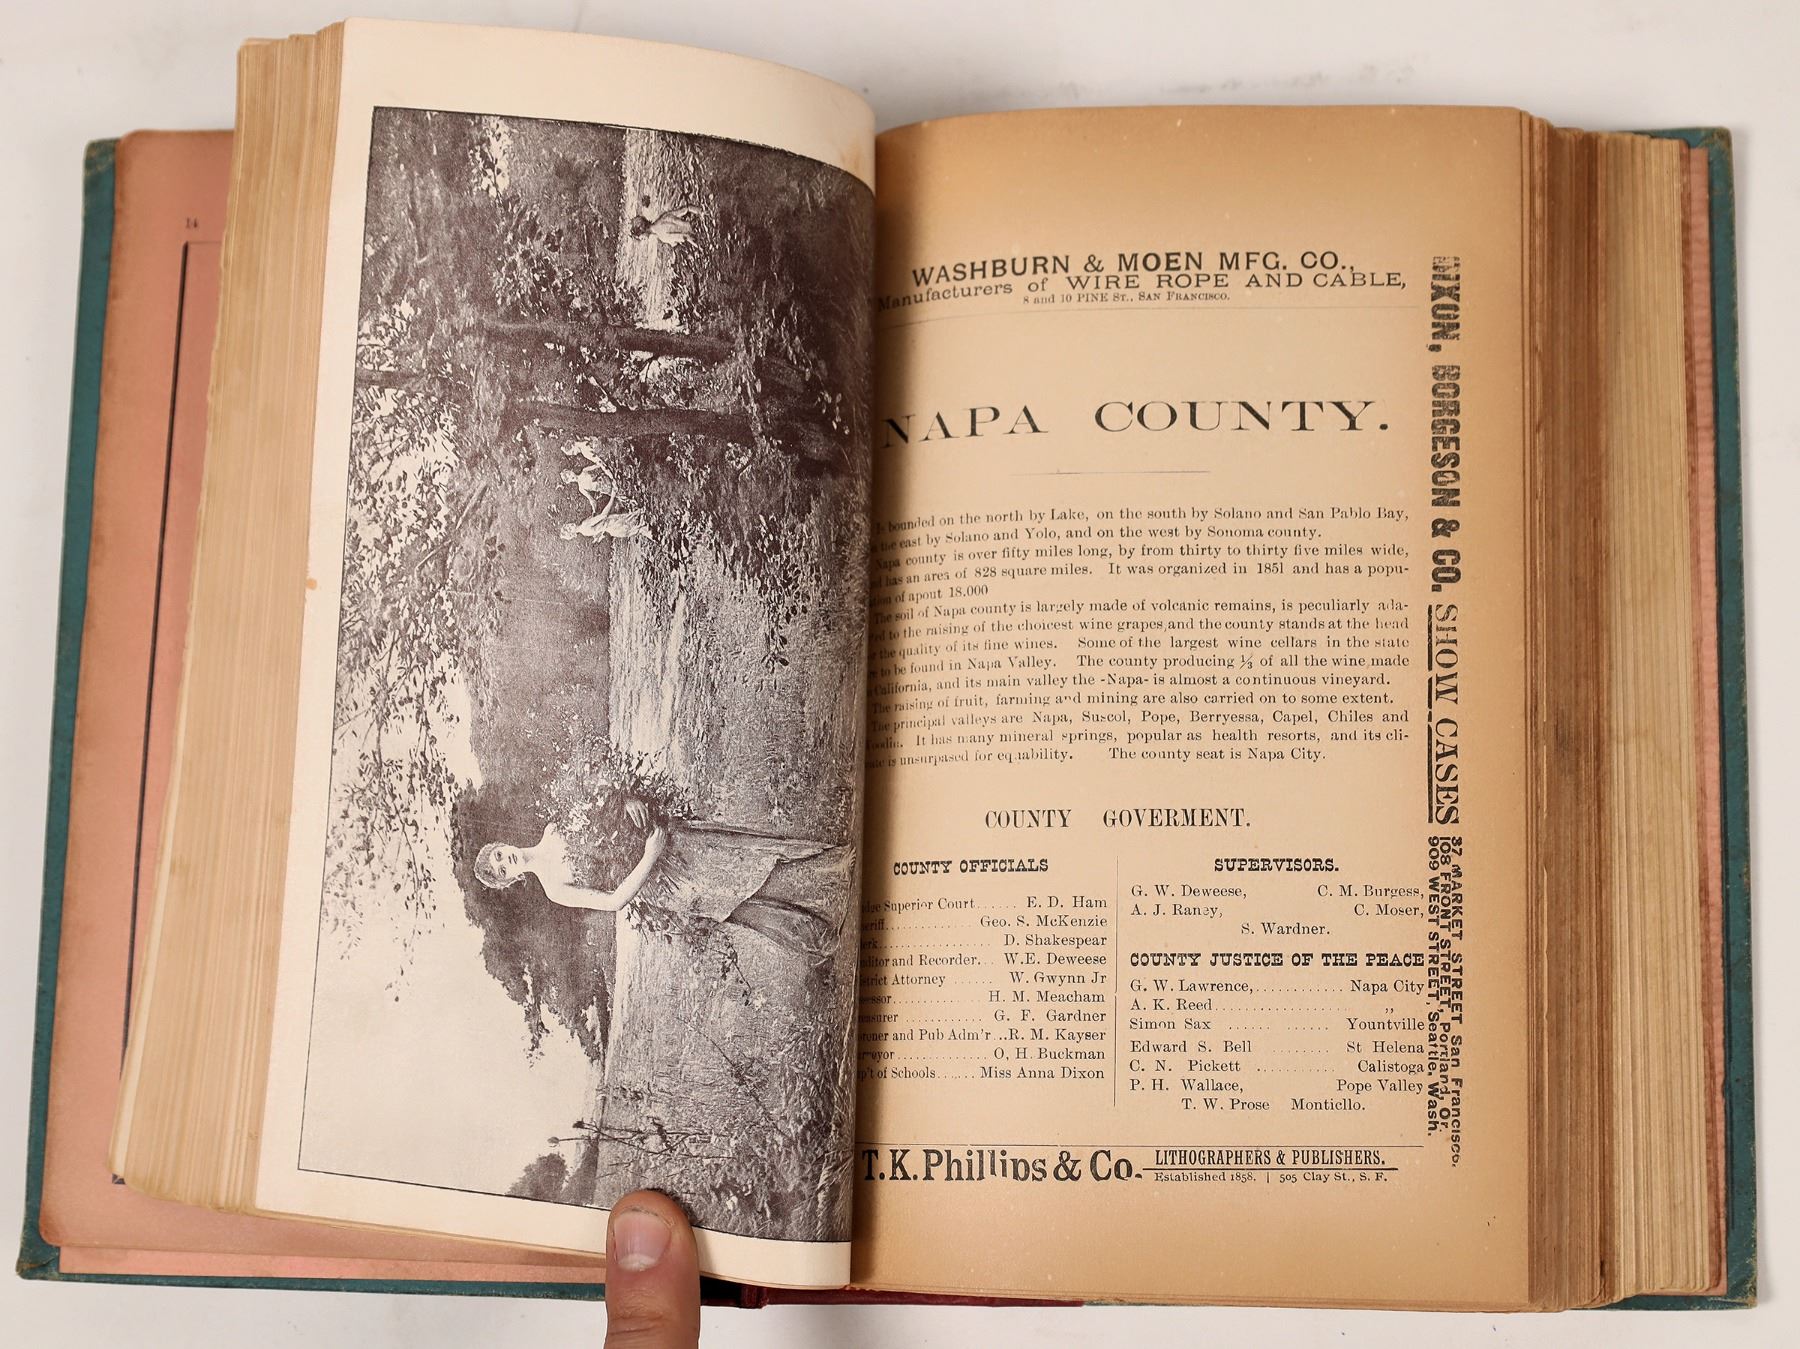 14
WASHBURN & MOEN MFG. CO.,
Manufacturers of WIRE ROPE AND CABLE,
8 and 10 PINE ST., SAN FRANCISCO.
NAPA COUNTY.
Is bounded on the north by Lake, on the south by Solano and San Pablo Bay,
the east by Solano and Yolo, and on the west by Sonoma county.
Napa county is over fifty miles long, by from thirty to thirty five miles wide,
has an area of 828 square miles. It was organized in 1851 and has a popu-
of apout 18.000
The soil of Napa county is largely made of volcanic remains, is peculiarly ada-
to the raising of the choicest wine grapes,and the county stands at the head
the quality of its fine wines. Some of the largest wine cellars in the state
to be found in Napa Valley. The county producing ⅓ of all the wine made
California, and its main valley the -Napa- is almost a continuous vineyard.
The raising of fruit, farming and mining are also carried on to some extent.
The principal valleys are Napa, Suscol, Pope, Berryessa, Capel, Chiles and
It has many mineral springs, popular as health resorts, and its cli-
is unsurpased for equability. The county seat is Napa City.
COUNTY GOVERMENT.
COUNTY OFFICIALS
Superior Court...... E. D. Ham
............. Geo. S. McKenzie
.................. D. Shakespear
and Recorder... W.E. Deweese
Attorney ...... W. Gwynn Jr
............. H. M. Meacham
............ G. F. Gardner
and Pub Adm'r...R. M. Kayser
............. O, H. Buckman
of Schools...... Miss Anna Dixon
SUPERVISORS.
G. W. Deweese, C. M. Burgess,
A. J. Raney, C. Moser,
S. Wardner.
COUNTY JUSTICE OF THE PEACE
G. W. Lawrence,............ Napa City
A. K. Reed.................... ,,
Simon Sax ...... ...... Yountville
Edward S. Bell ......... St Helena
C. N. Pickett ........... Calistoga
P. H. Wallace, Pope Valley
T. W. Prose Monticllo.
T.K. Phillips & Co.
LITHOGRAPHERS & PUBLISHERS.
Established 1858. | 505 Clay St., S. F.
BORGESON & CO. SHOW CASES
37 MARKET STREET San Francisco.
108 FRONT STREET, Portland, Or.
909 WEST STREET, Seattle, Wash.